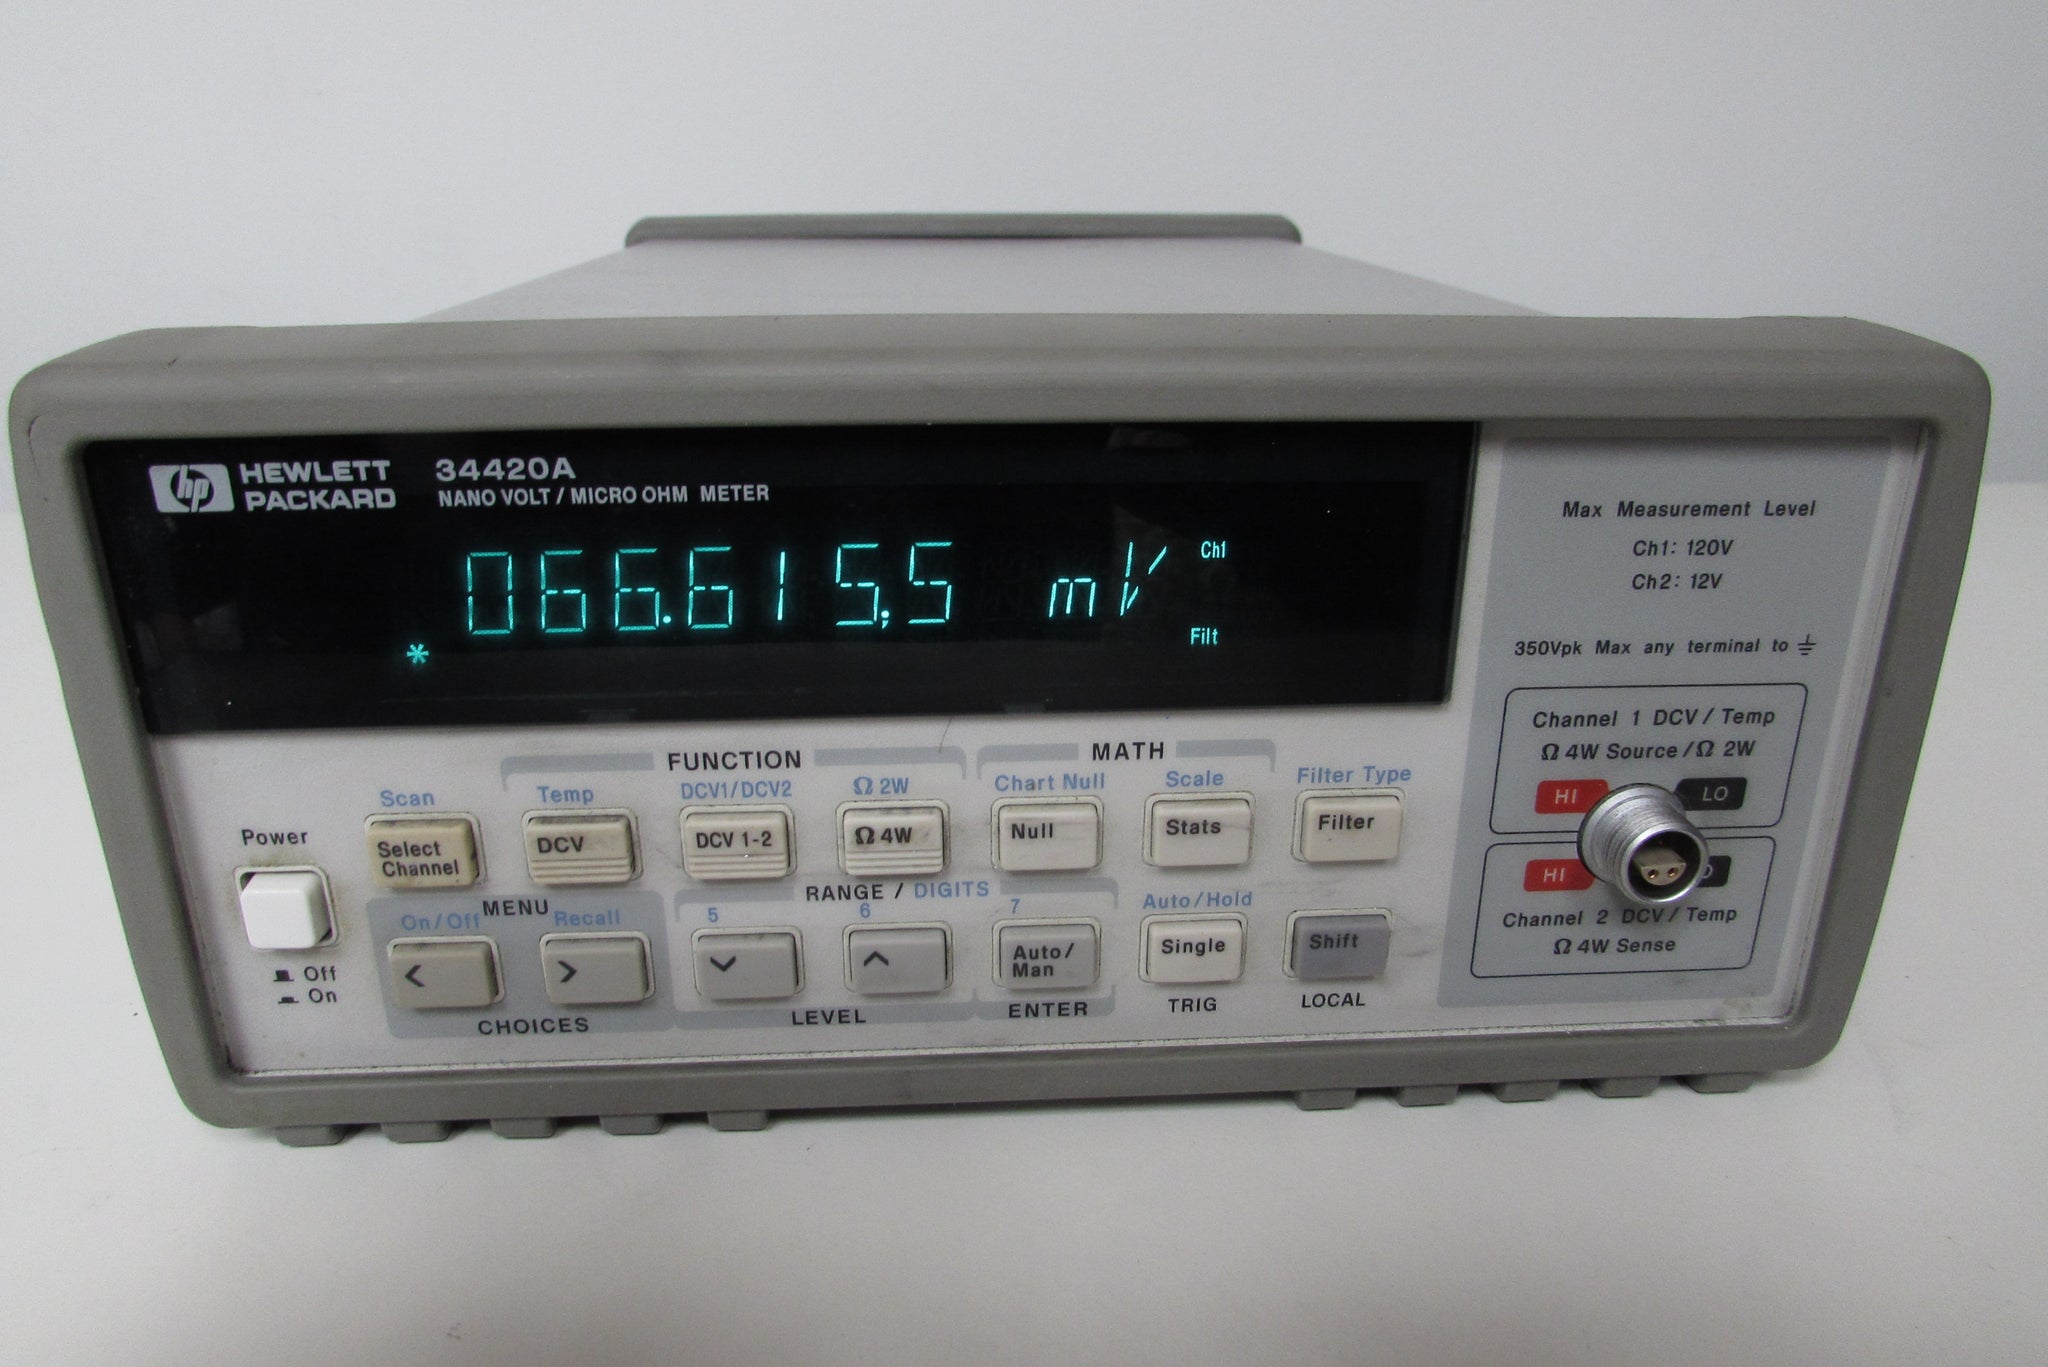 hp HEWLETT PACKARD
34420A
NANO VOLT / MICRO OHM METER
066.615,5 mV
Ch1
*
Filt
Max Measurement Level
Ch1: 120V
Ch2: 12V
350Vpk Max any terminal to ⏚
Channel 1 DCV / Temp
Ω 4W Source / Ω 2W
HI LO
HI
Channel 2 DCV / Temp
Ω 4W Sense
FUNCTION
MATH
Scan Temp DCV1/DCV2 Ω 2W Chart Null Scale Filter Type
Power
Select Channel
DCV
DCV 1-2
Ω 4W
Null
Stats
Filter
MENU
RANGE / DIGITS
On/Off Recall 5 6 7 Auto/Hold
<
>
∨
∧
Auto/
Man
Single
Shift
Off
On
CHOICES
LEVEL
ENTER
TRIG
LOCAL